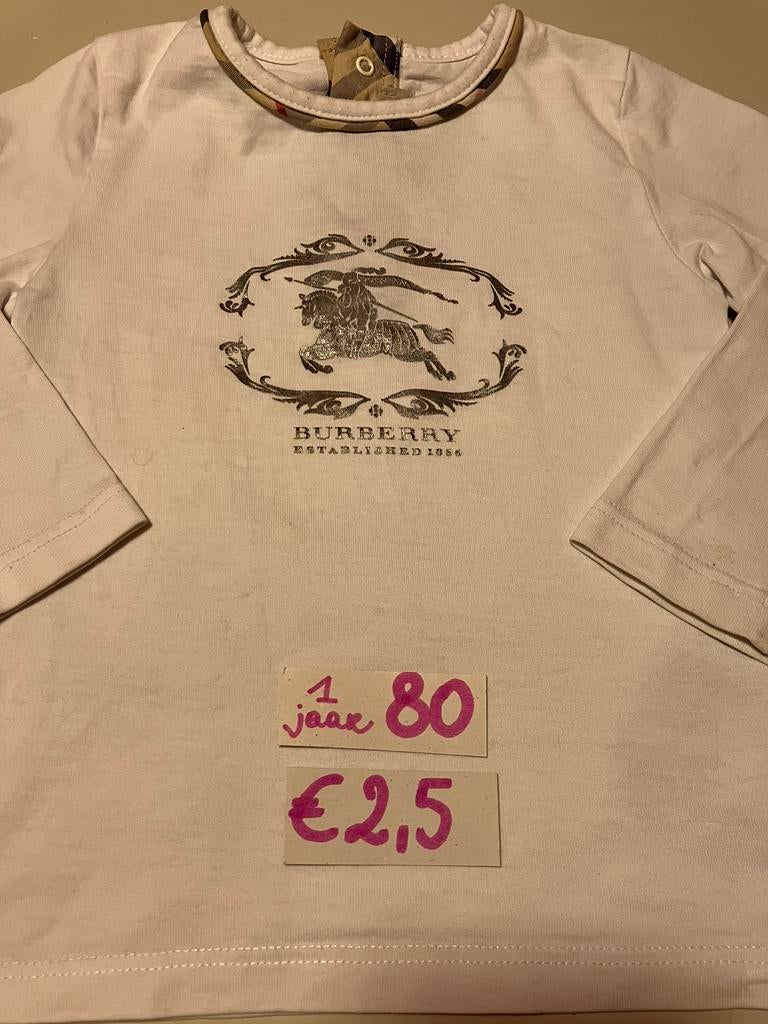 BURBERRY
ESTABLISHED 1856
1 jaar 80
€2,5